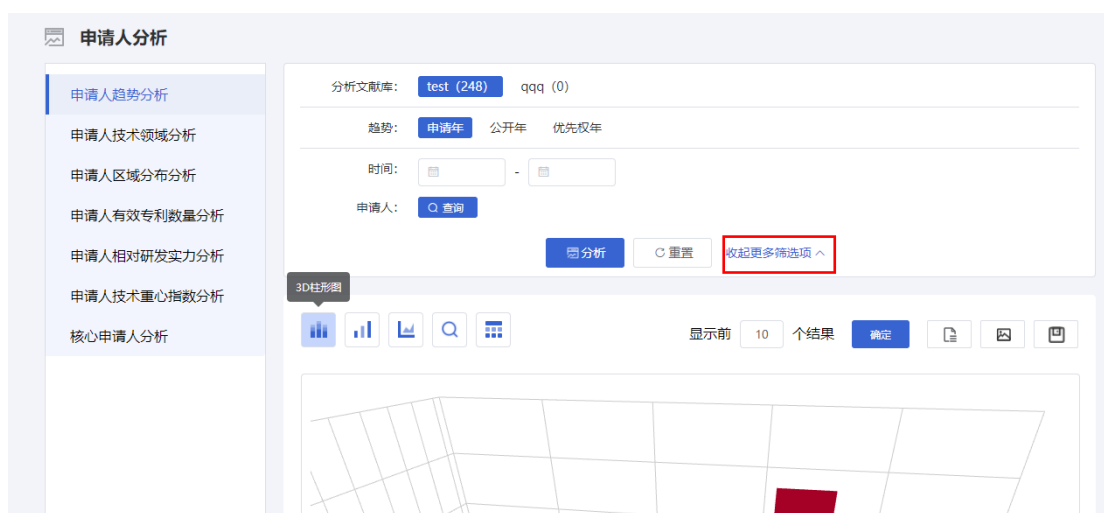 申请人分析
申请人趋势分析
申请人技术领域分析
申请人区域分布分析
申请人有效专利数量分析
申请人相对研发实力分析
申请人技术重心指数分析
核心申请人分析
分析文献库： test (248) qqq (0)
趋势： 申请年 公开年 优先权年
时间： -
申请人： 查询
分析 重置 收起更多筛选项
3D柱形图
显示前 10 个结果 确定